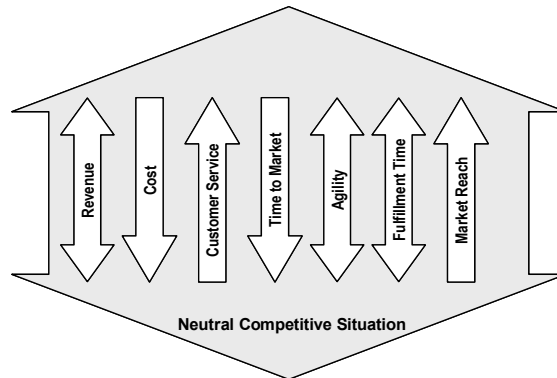 Revenue
Cost
Customer Service
Time to Market
Agility
Fulfillment Time
Market Reach
Neutral Competitive Situation